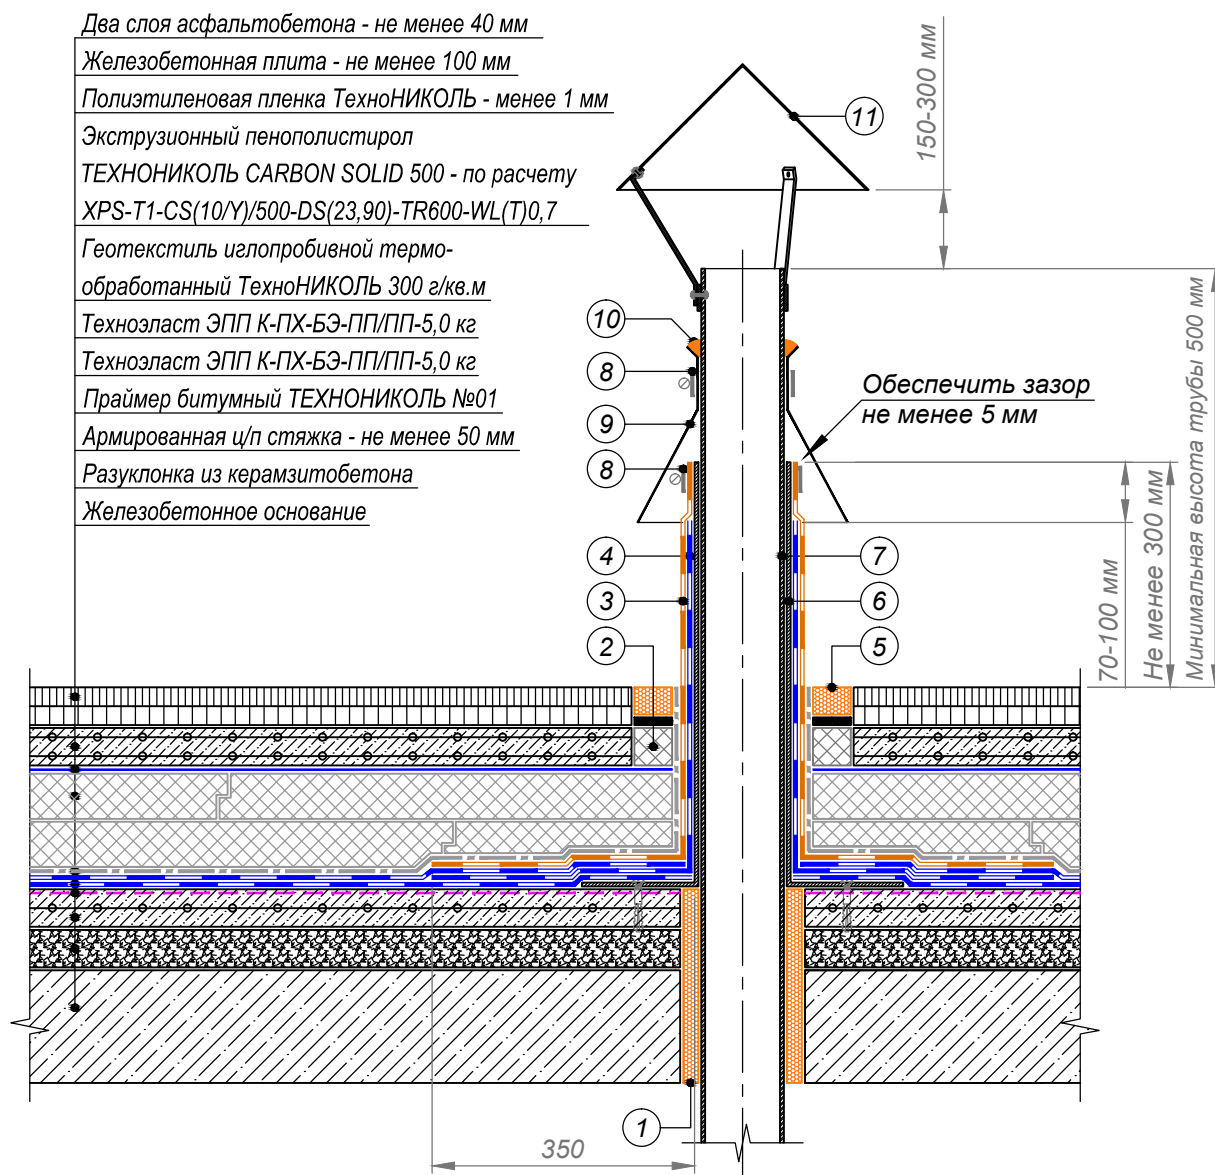 Два слоя асфальтобетона - не менее 40 мм
Железобетонная плита - не менее 100 мм
Полиэтиленовая пленка ТехноНИКОЛЬ - менее 1 мм
Экструзионный пенополистирол
ТЕХНОНИКОЛЬ CARBON SOLID 500 - по расчету
XPS-T1-CS(10/Y)/500-DS(23,90)-TR600-WL(T)0,7
Геотекстиль иглопробивной термо-
обработанный ТехноНИКОЛЬ 300 г/кв.м
Техноэласт ЭПП К-ПХ-БЭ-ПП/ПП-5,0 кг
Техноэласт ЭПП К-ПХ-БЭ-ПП/ПП-5,0 кг
Праймер битумный ТЕХНОНИКОЛЬ №01
Армированная ц/п стяжка - не менее 50 мм
Разуклонка из керамзитобетона
Железобетонное основание
11
150-300 мм
10
8
9
8
Обеспечить зазор
не менее 5 мм
4
3
2
7
6
5
70-100 мм
Не менее 300 мм
Минимальная высота трубы 500 мм
1
350